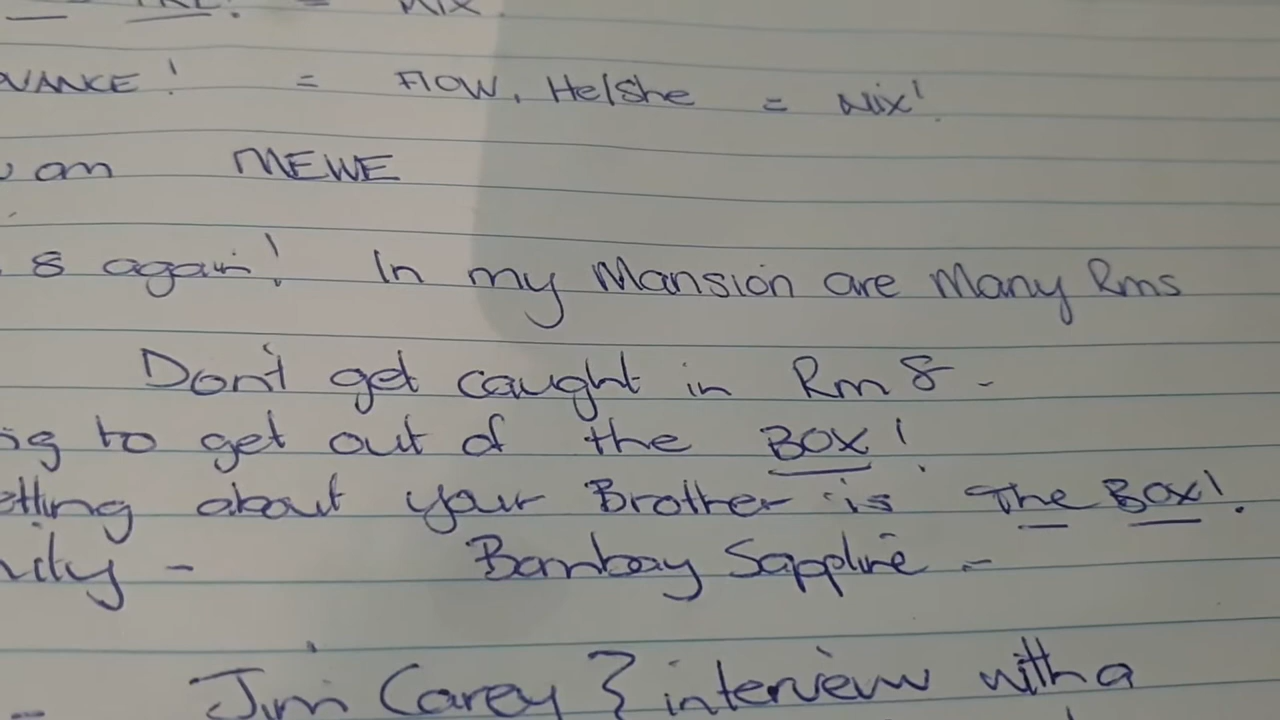 = NIX
VANCE! = FLOW, He/She = Nix!
am MEWE
8 again! In my Mansion are Many Rms
Don't get caught in Rm 8 -
to get out of the BOX!
about your Brother is The BOX!
- Bombay Sapphire -
- Jim Carey } interview with a